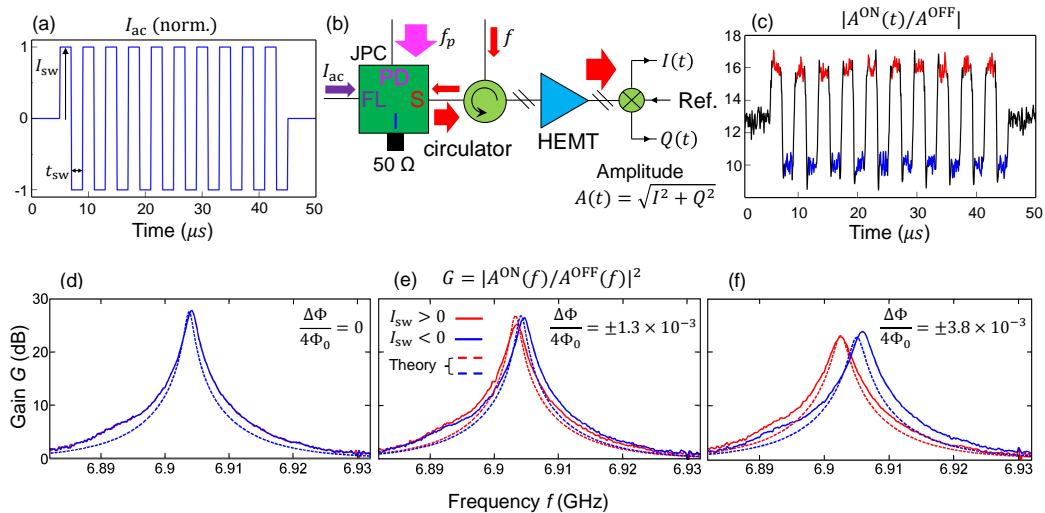 (a)
I_ac (norm.)
1
0
-1
I_sw
t_sw
0
10
20
30
40
50
Time (μs)
(b)
JPC
f_p
f
I_ac
PD
FL
S
I
50 Ω
circulator
HEMT
I(t)
Ref.
Q(t)
Amplitude
A(t) = √(I² + Q²)
(c)
|A^ON(t)/A^OFF|
16
14
12
10
0
10
20
30
40
50
Time (μs)
G = |A^ON(f)/A^OFF(f)|²
(d)
30
20
10
0
Gain G (dB)
ΔΦ/4Φ₀ = 0
6.89
6.9
6.91
6.92
6.93
(e)
I_sw > 0
I_sw < 0
Theory
ΔΦ/4Φ₀ = ±1.3 × 10⁻³
6.89
6.9
6.91
6.92
6.93
(f)
ΔΦ/4Φ₀ = ±3.8 × 10⁻³
6.89
6.90
6.91
6.92
6.93
Frequency f (GHz)